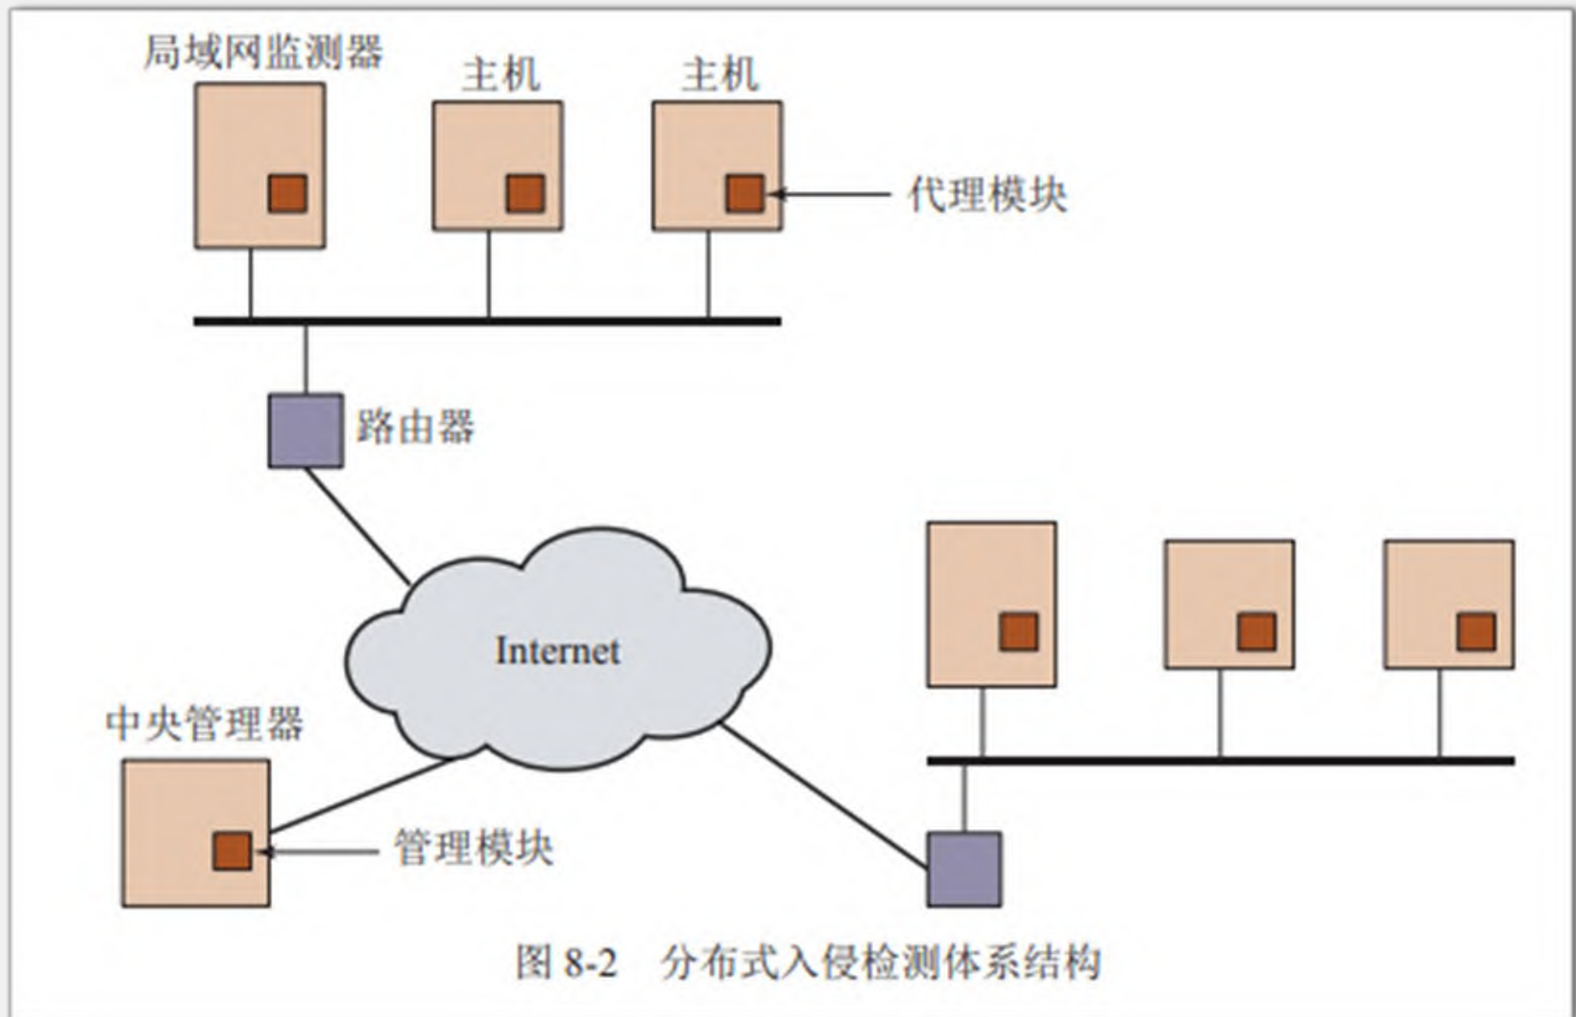 局域网监测器
主机
主机
代理模块
路由器
Internet
中央管理器
管理模块
图 8-2 分布式入侵检测体系结构